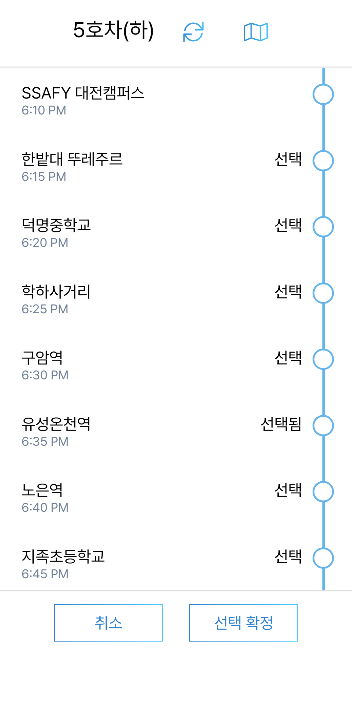 5호차(하)
SSAFY 대전캠퍼스
6:10 PM
한밭대 뚜레주르 선택
6:15 PM
덕명중학교 선택
6:20 PM
학하사거리 선택
6:25 PM
구암역 선택
6:30 PM
유성온천역 선택됨
6:35 PM
노은역 선택
6:40 PM
지족초등학교 선택
6:45 PM
취소 선택 확정